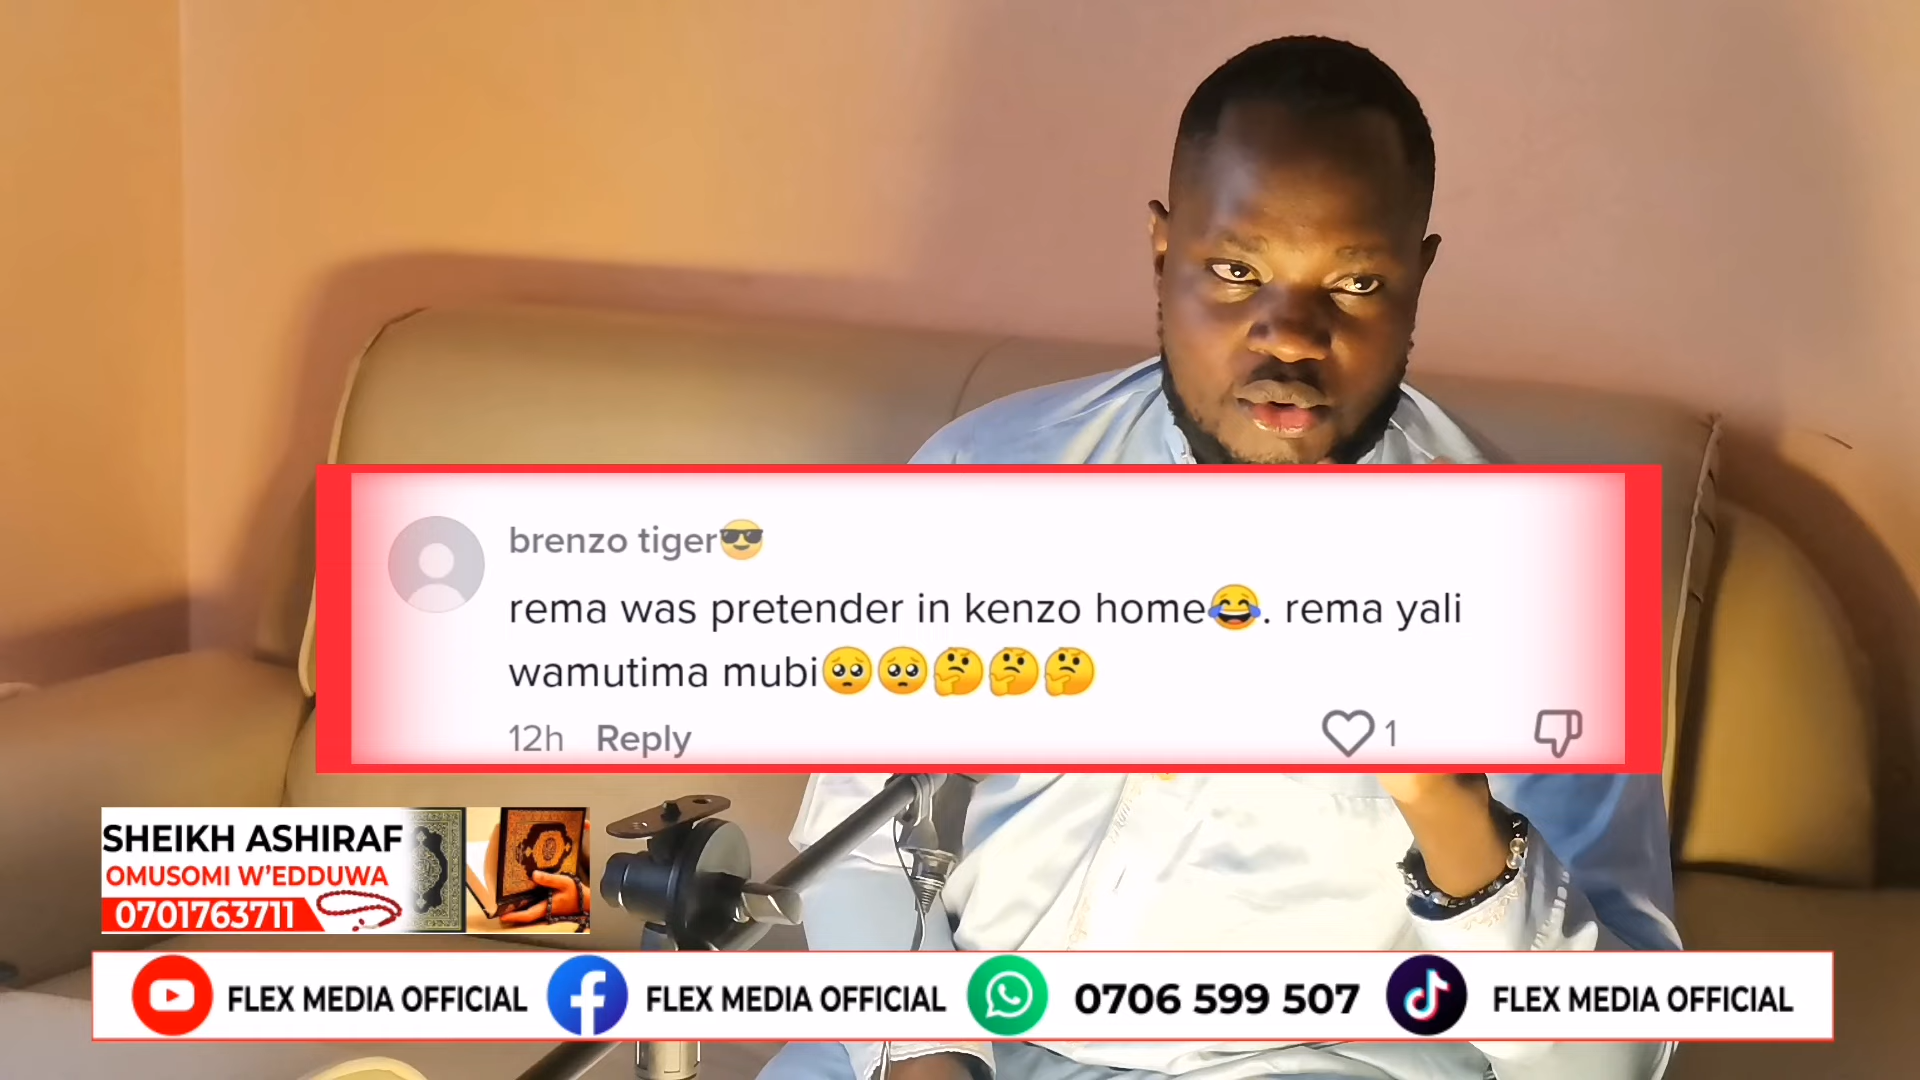 brenzo tiger😎
rema was pretender in kenzo home😂. rema yali
wamutima mubi🥺🥺🤔🤔🤔
12h Reply 1
SHEIKH ASHIRAF
OMUSOMI W'EDDUWA
0701763711
FLEX MEDIA OFFICIAL FLEX MEDIA OFFICIAL 0706 599 507 FLEX MEDIA OFFICIAL